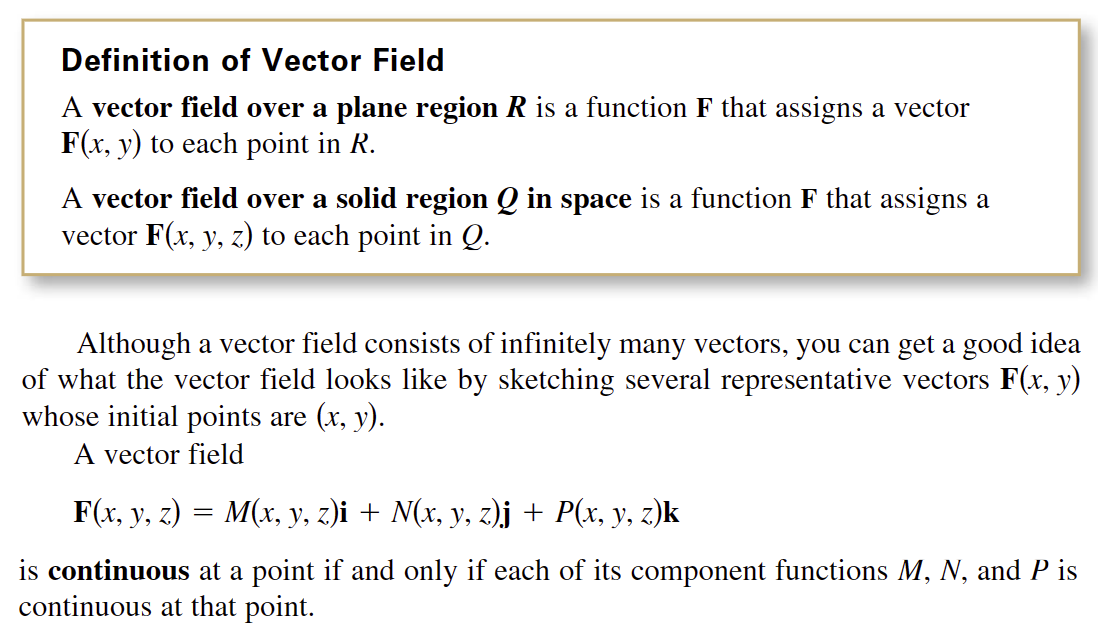 Definition of Vector Field
A vector field over a plane region R is a function F that assigns a vector
F(x, y) to each point in R.
A vector field over a solid region Q in space is a function F that assigns a
vector F(x, y, z) to each point in Q.
Although a vector field consists of infinitely many vectors, you can get a good idea
of what the vector field looks like by sketching several representative vectors F(x, y)
whose initial points are (x, y).
A vector field
F(x, y, z) = M(x, y, z)i + N(x, y, z)j + P(x, y, z)k
is continuous at a point if and only if each of its component functions M, N, and P is
continuous at that point.